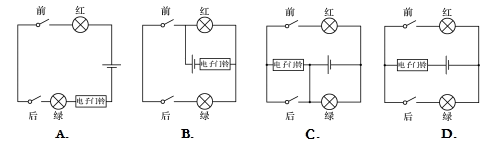 前 红 前 红 前 红 前 红
电子门铃 电子门铃 电子门铃
后 绿 电子门铃 后 绿 后 绿 后 绿
A. B. C. D.